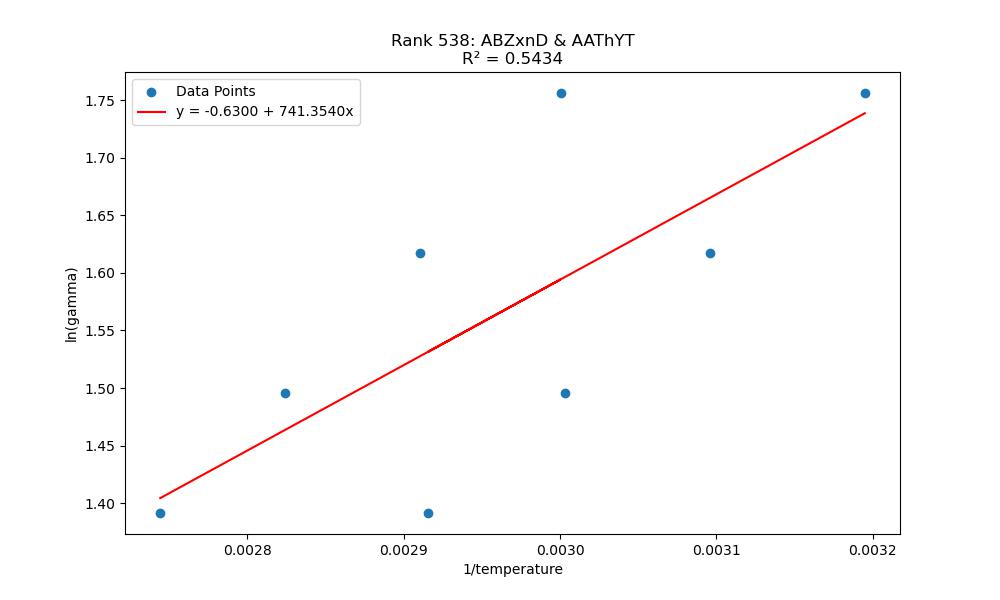 Rank 538: ABZxnD & AAThYT
R² = 0.5434
Data Points
y = -0.6300 + 741.3540x
1.75
1.70
1.65
1.60
1.55
1.50
1.45
1.40
ln(gamma)
0.0028 0.0029 0.0030 0.0031 0.0032
1/temperature